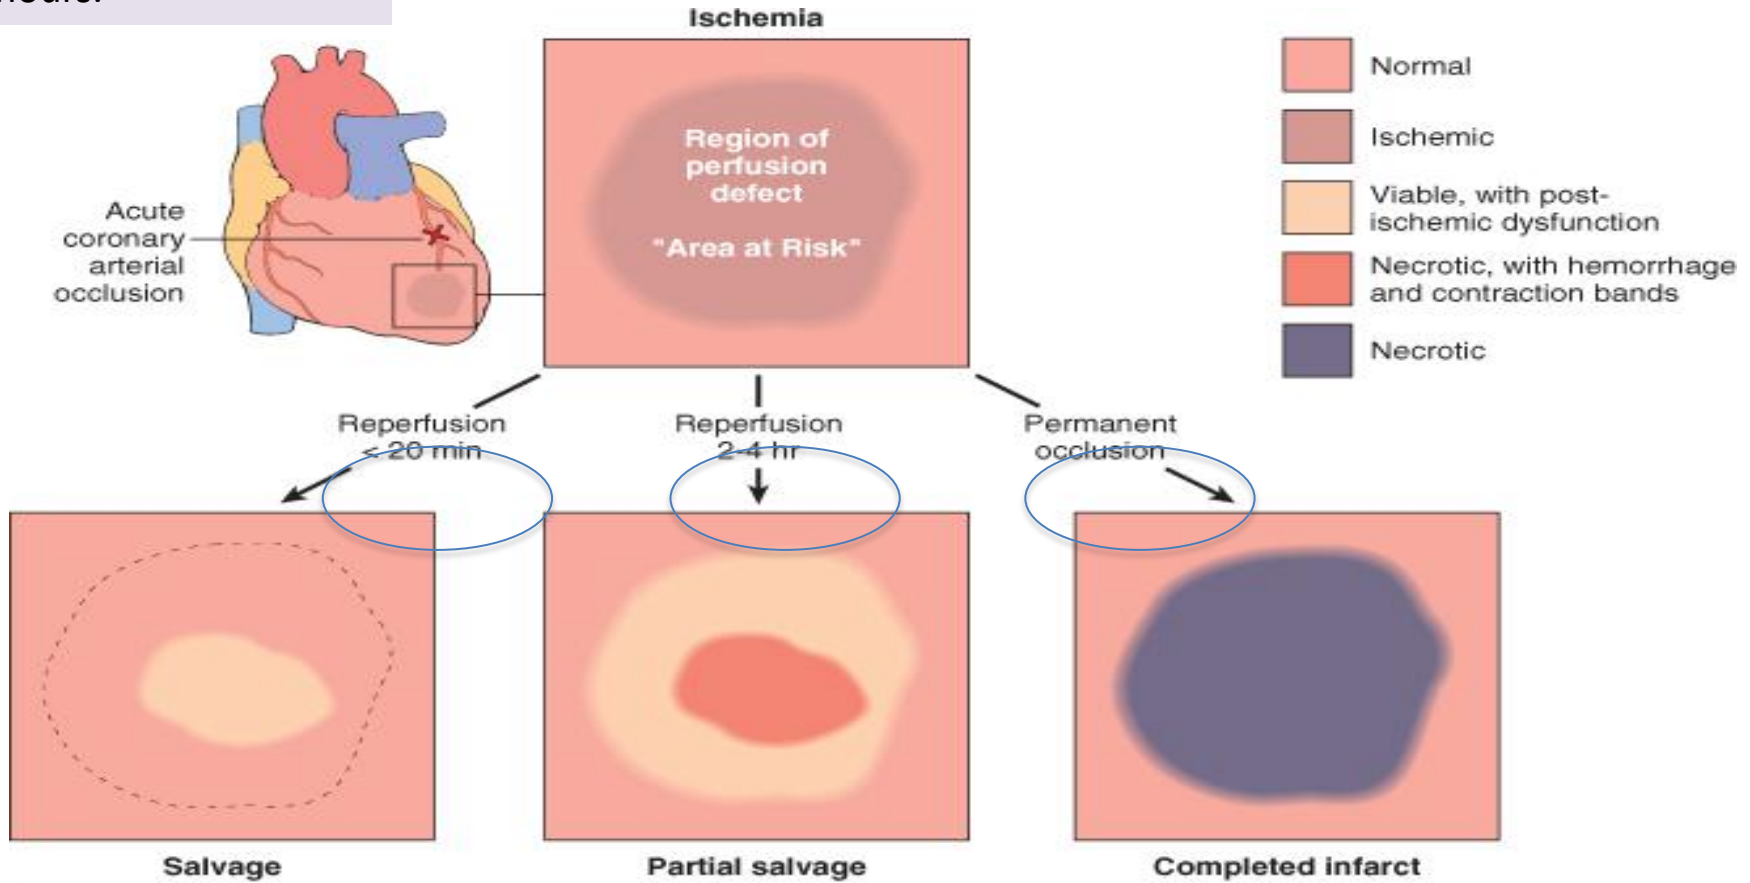 hours.
Ischemia
Region of
perfusion
defect
"Area at Risk"
Acute
coronary
arterial
occlusion
Normal
Ischemic
Viable, with post-
ischemic dysfunction
Necrotic, with hemorrhage
and contraction bands
Necrotic
Reperfusion
< 20 min
Reperfusion
2-4 hr
Permanent
occlusion
Salvage
Partial salvage
Completed infarct